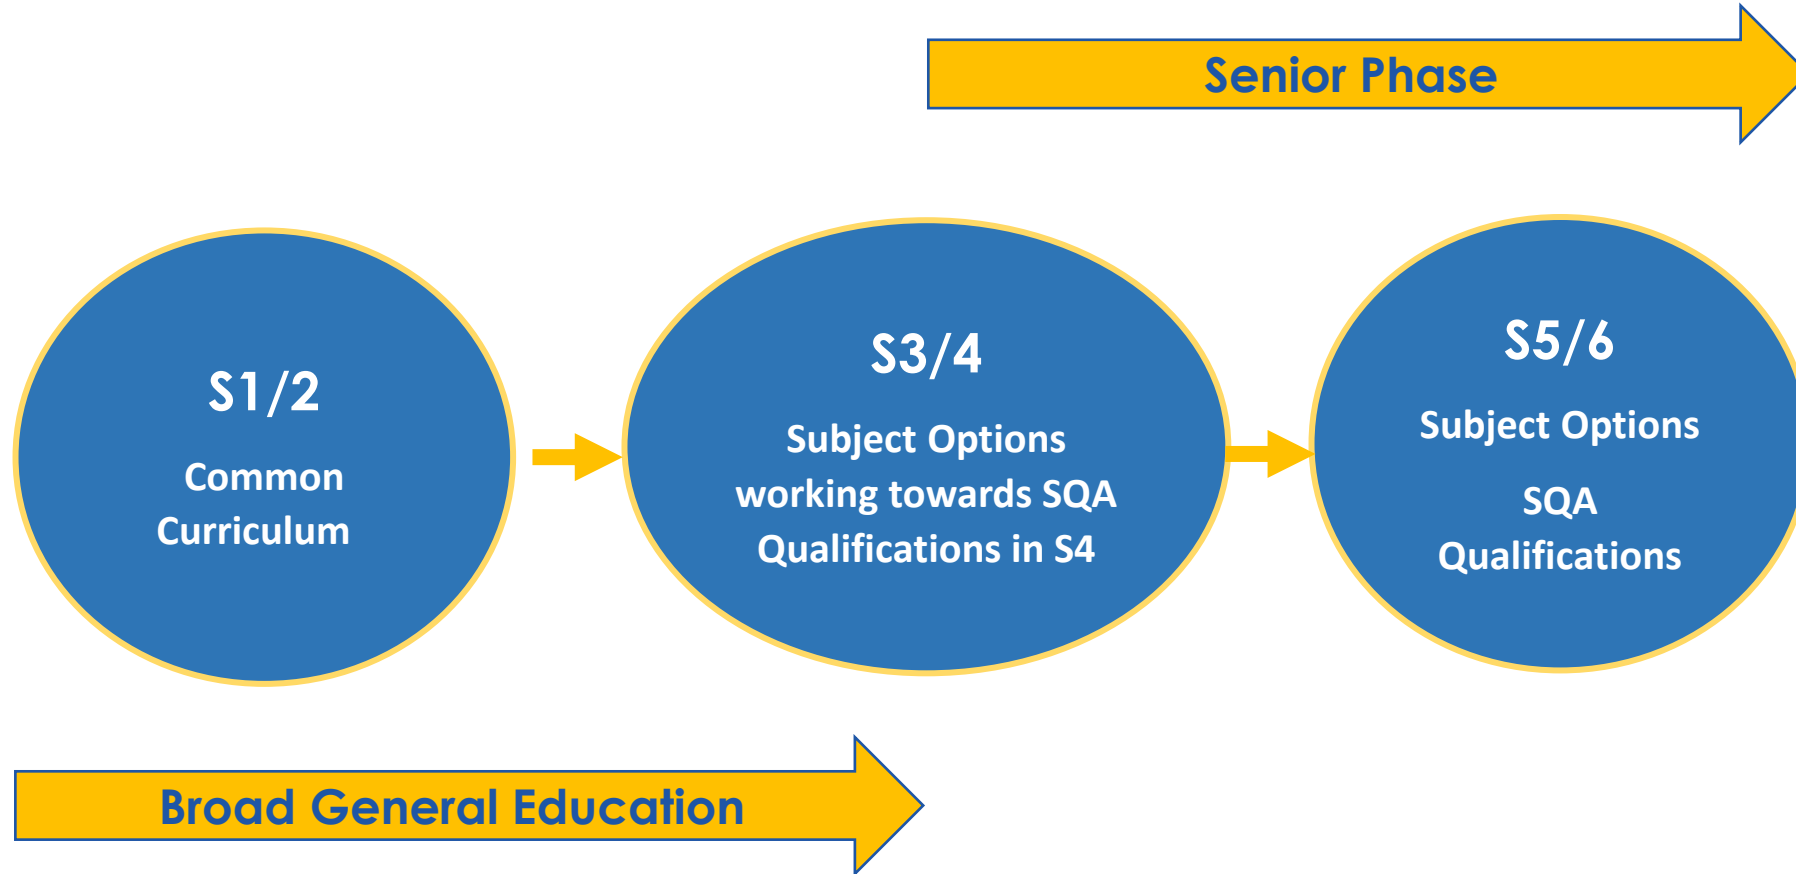 Senior Phase
S1/2
Common
Curriculum
S3/4
Subject Options
working towards SQA
Qualifications in S4
S5/6
Subject Options
SQA
Qualifications
Broad General Education